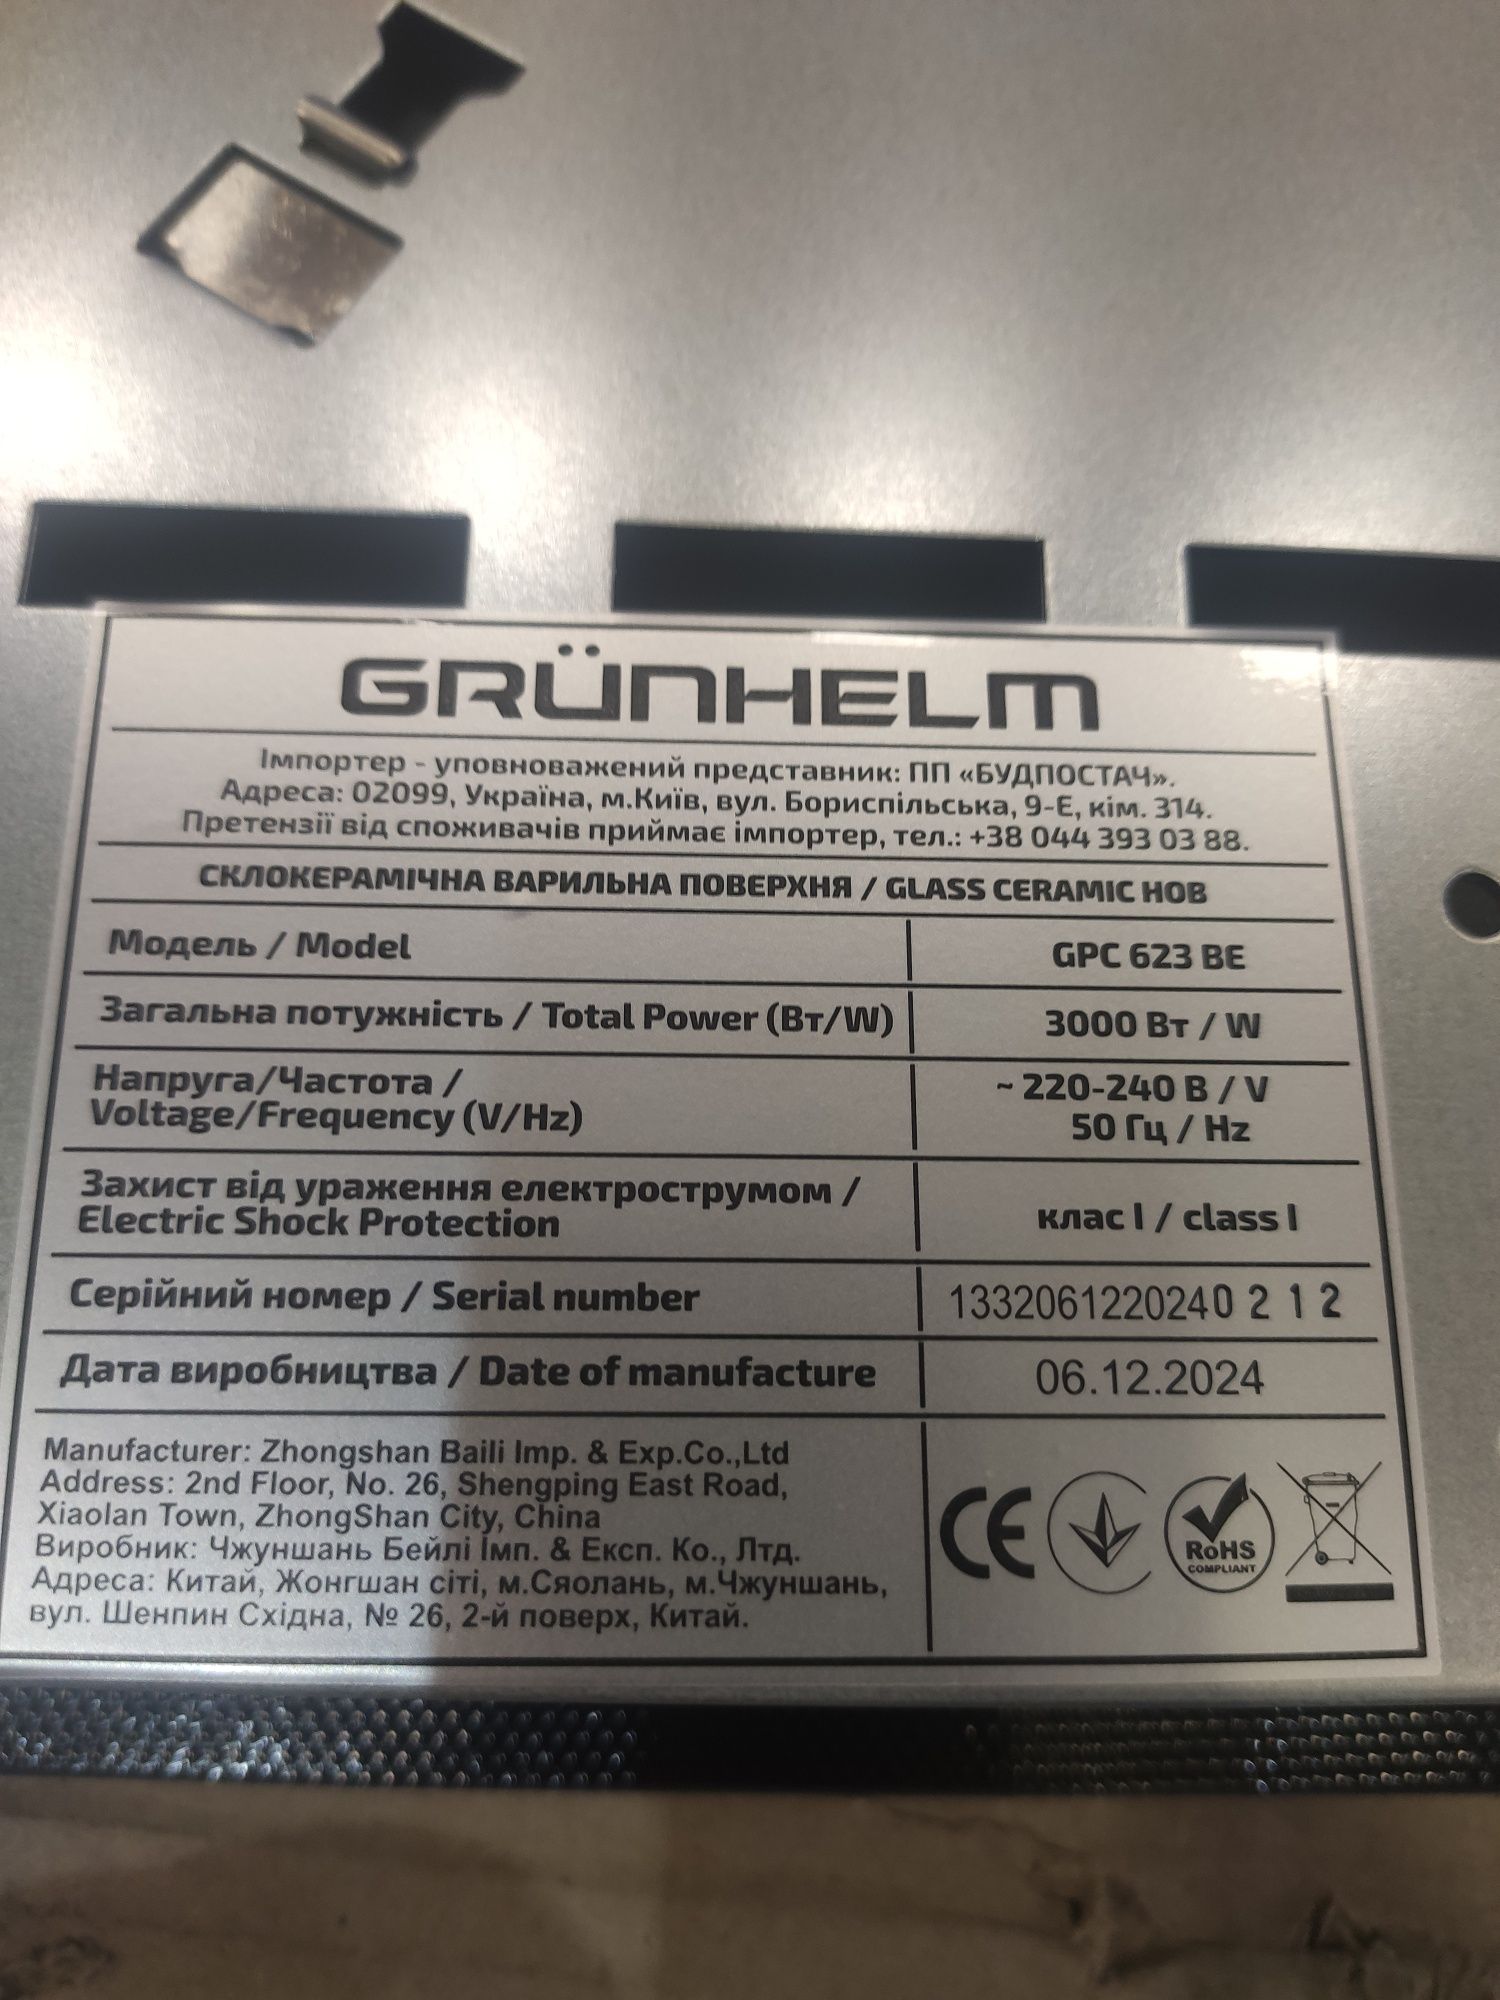 GRÜNHELM
Імпортер - уповноважений представник: ПП «БУДПОСТАЧ».
Адреса: 02099, Україна, м.Київ, вул. Бориспільська, 9-Е, кім. 314.
Претензії від споживачів приймає імпортер, тел.: +38 044 393 03 88.
СКЛОКЕРАМІЧНА ВАРИЛЬНА ПОВЕРХНЯ / GLASS CERAMIC HOB
Модель / Model GPC 623 BE
Загальна потужність / Total Power (Вт/W) 3000 Вт / W
Напруга/Частота / ~ 220-240 В / V
Voltage/Frequency (V/Hz) 50 Гц / Hz
Захист від ураження електрострумом /
Electric Shock Protection клас I / class I
Серійний номер / Serial number 1332061220240 2 1 2
Дата виробництва / Date of manufacture 06.12.2024
Manufacturer: Zhongshan Baili Imp. & Exp.Co.,Ltd
Address: 2nd Floor, No. 26, Shengping East Road,
Xiaolan Town, ZhongShan City, China
Виробник: Чжуншань Бейлі Імп. & Експ. Ко., Лтд.
Адреса: Китай, Жонгшан сіті, м.Сяолань, м.Чжуншань,
вул. Шенпин Східна, № 26, 2-й поверх, Китай.
CE
RoHS
COMPLIANT